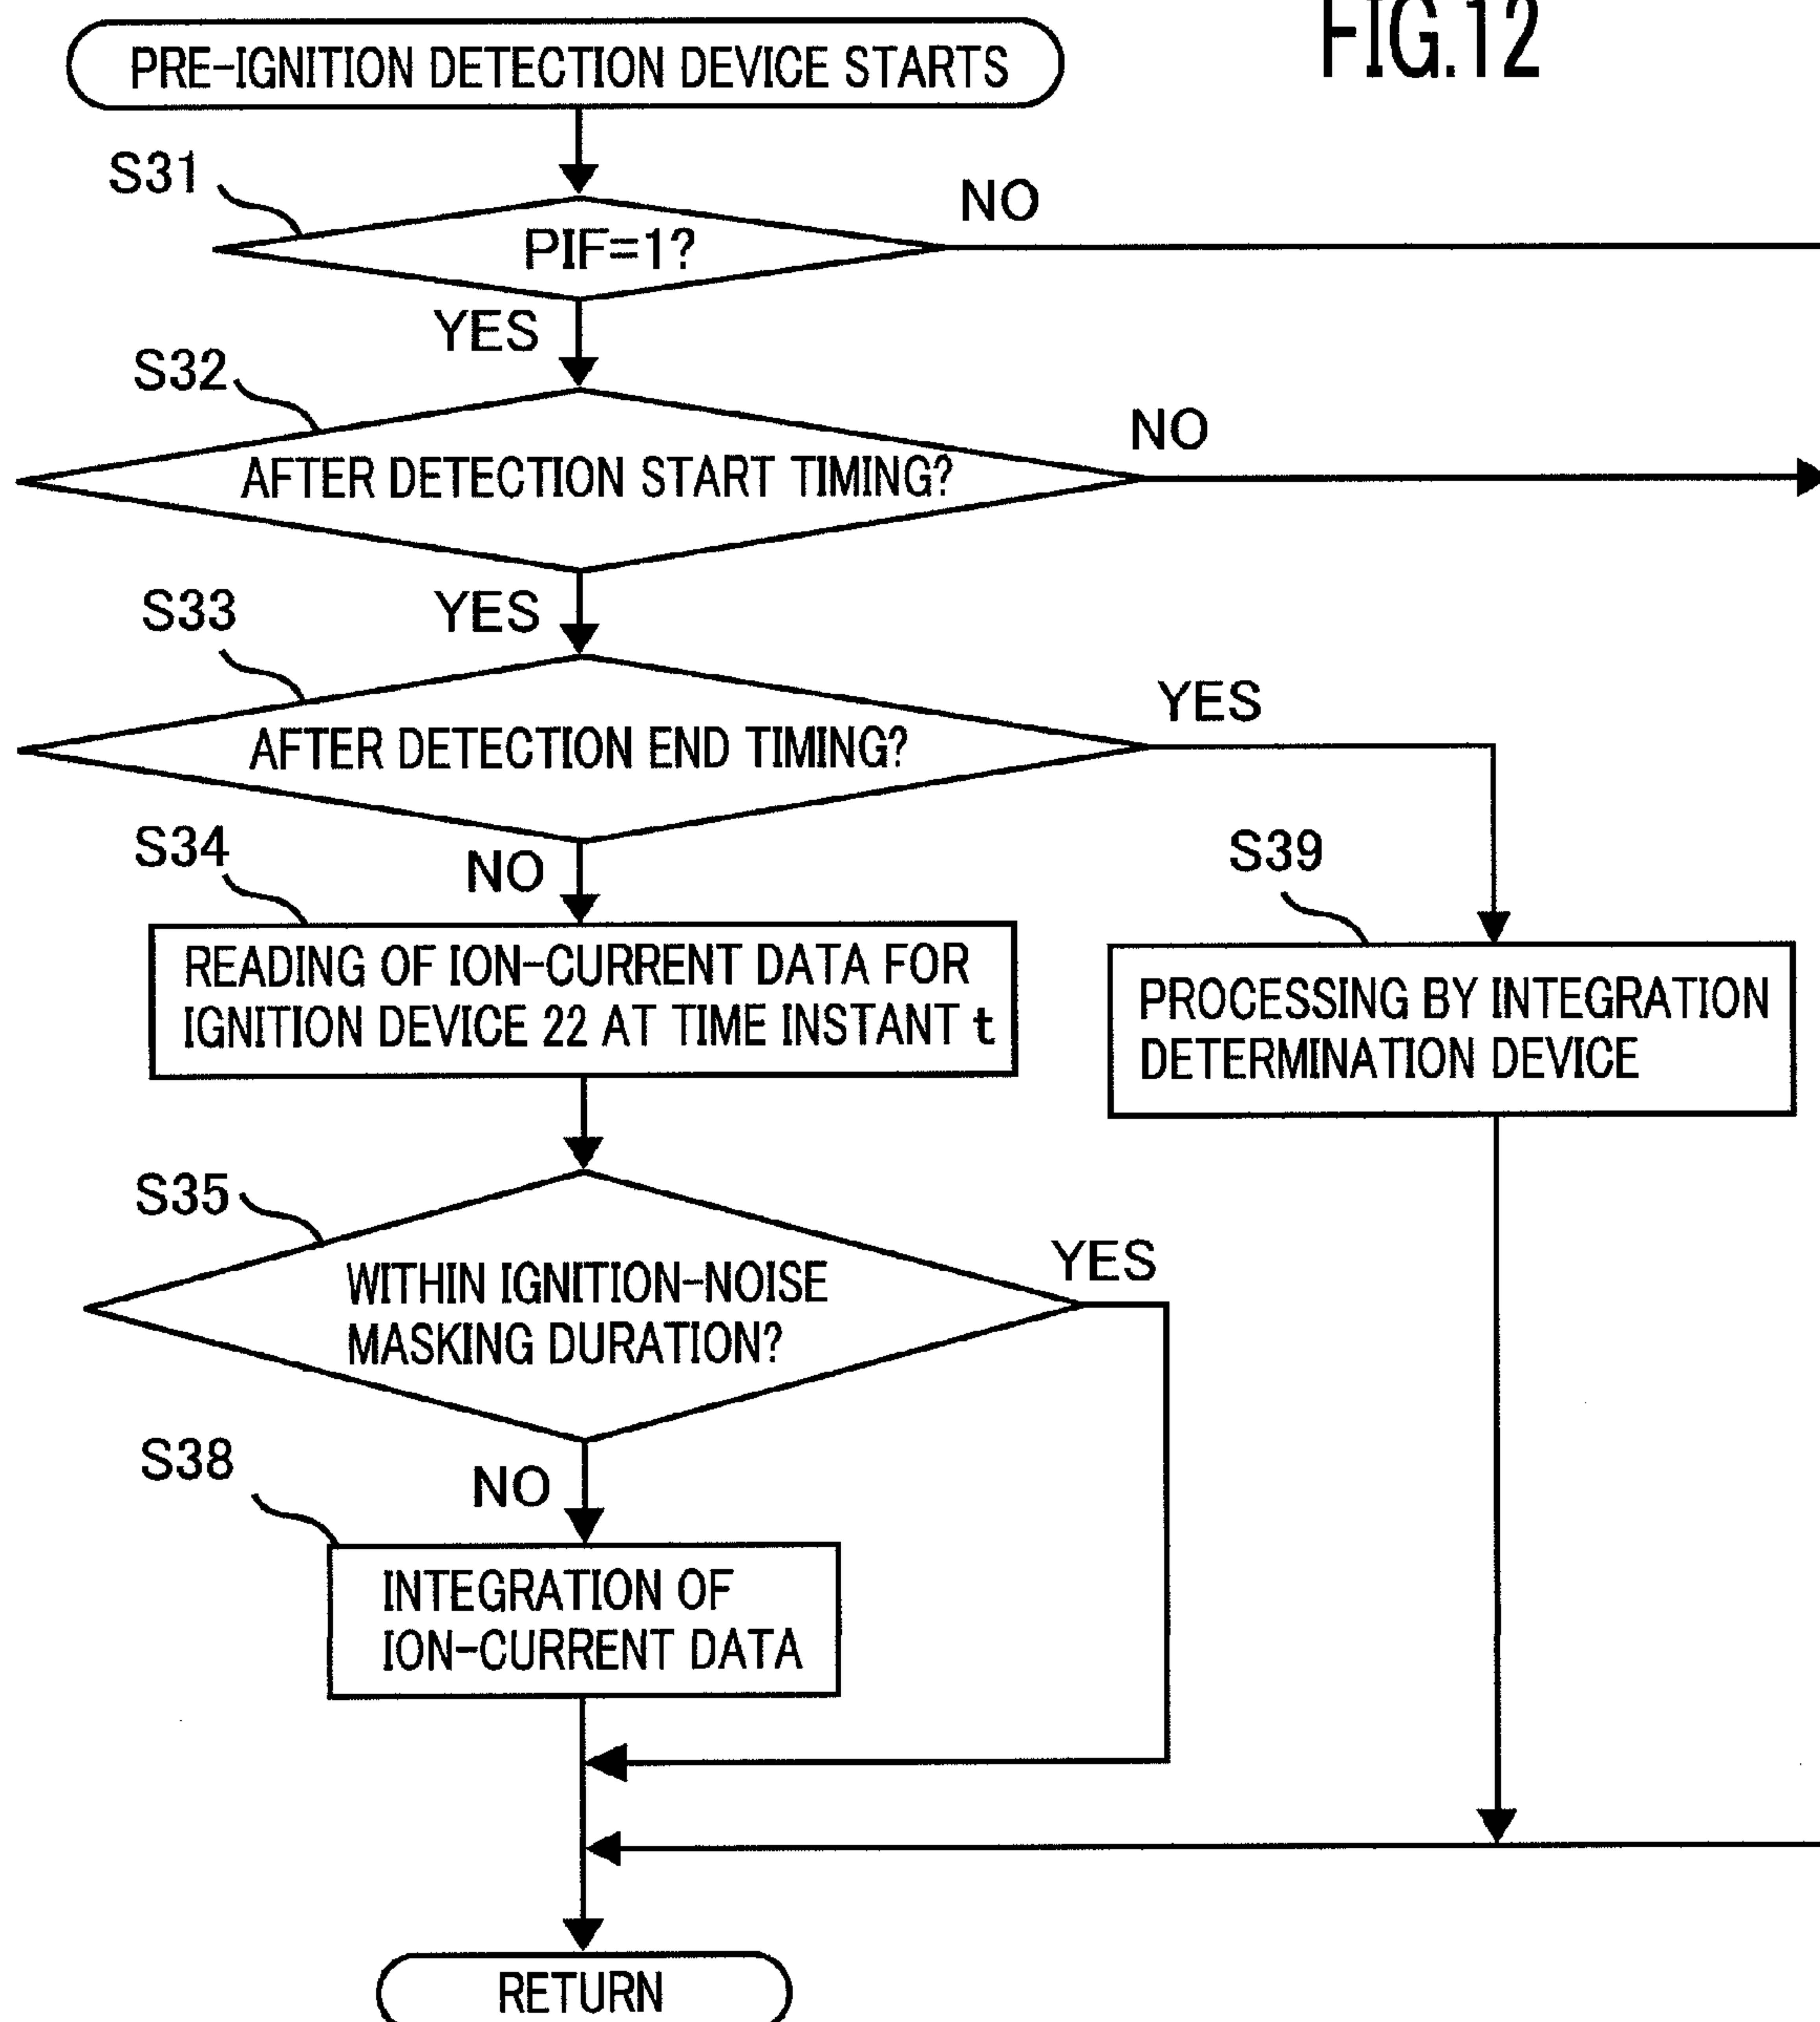 FIG.12
PRE-IGNITION DETECTION DEVICE STARTS
S31
NO
PIF=1?
YES
S32
NO
AFTER DETECTION START TIMING?
YES
S33
YES
AFTER DETECTION END TIMING?
S34
NO
S39
READING OF ION-CURRENT DATA FOR
IGNITION DEVICE 22 AT TIME INSTANT t
PROCESSING BY INTEGRATION
DETERMINATION DEVICE
S35
YES
WITHIN IGNITION-NOISE
MASKING DURATION?
S38
NO
INTEGRATION OF
ION-CURRENT DATA
RETURN